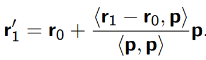 r′₁ = r₀ + ⟨r₁ − r₀, p⟩ / ⟨p, p⟩ p.